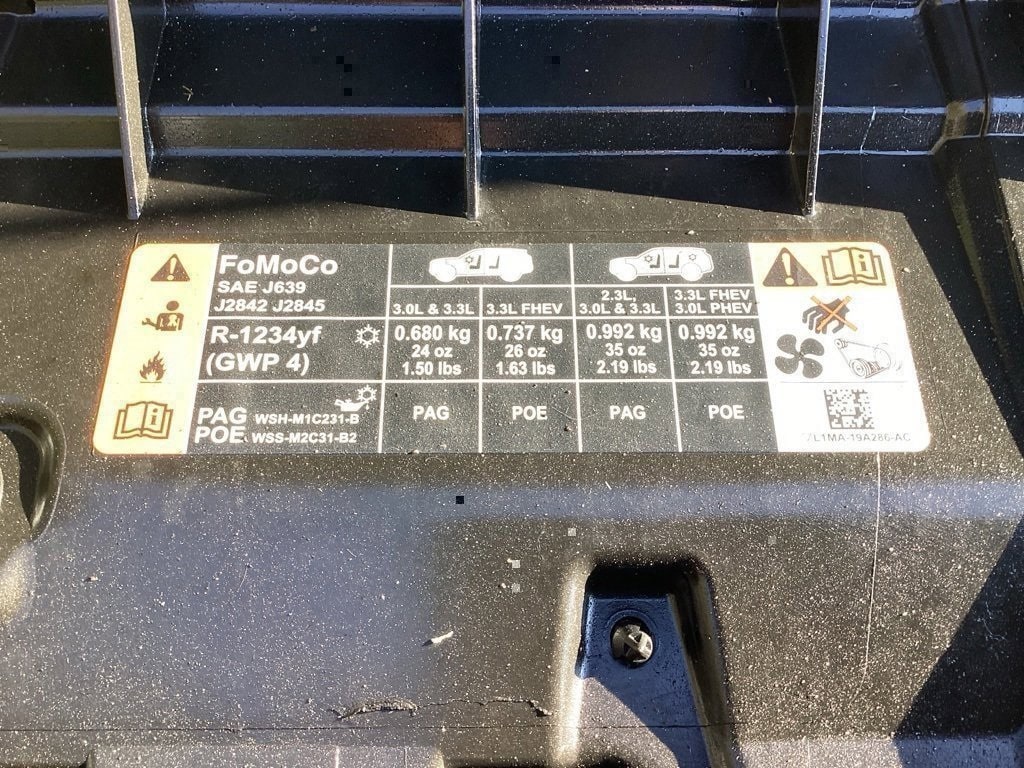 FoMoCo
SAE J639
J2842 J2845
3.0L & 3.3L
3.3L FHEV
2.3L,
3.0L & 3.3L
3.3L FHEV
3.0L PHEV
R-1234yf
(GWP 4)
0.680 kg
24 oz
1.50 lbs
0.737 kg
26 oz
1.63 lbs
0.992 kg
35 oz
2.19 lbs
0.992 kg
35 oz
2.19 lbs
PAG WSH-M1C231-B
POE WSS-M2C31-B2
PAG
POE
PAG
POE
L1MA-19A286-AC